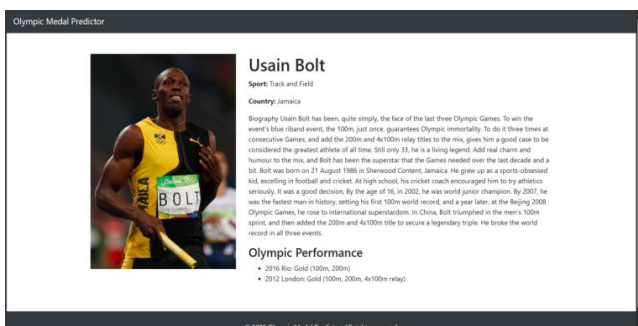 Olympic Medal Predictor
Usain Bolt
Sport: Track and Field
Country: Jamaica
Biography Usain Bolt has been, quite simply, the face of the last three Olympic Games. To win the
event's blue riband event, the 100m, just once, guarantees Olympic immortality. To do it three times at
consecutive Games, and add the 200m and 4x100m relay titles to the mix, gives him a good case to be
considered the greatest athlete of all time. Still only 33, he is a living legend. Add real charm and
humour to the mix, and Bolt has been the superstar that the Games needed over the last decade and a
bit. Bolt was born on 21 August 1986 in Sherwood Content, Jamaica. He grew up as a sports-obsessed
kid, excelling in football and cricket. At high school, his cricket coach encouraged him to try athletics
seriously. It was a good decision, By the age of 16, in 2002, he was world junior champion. By 2007, he
was the fastest man in history, setting his first 100m world record, and a year later, at the Beijing 2008
Olympic Games, he rose to international superstardom. In China, Bolt triumphed in the men's 100m
sprint, and then added the 200m and 4x100m title to secure a legendary triple. He broke the world
record in all three events.
BOLT
Olympic Performance
2016 Rio: Gold (100m, 200m)
2012 London: Gold (100m, 200m, 4x100m relay)